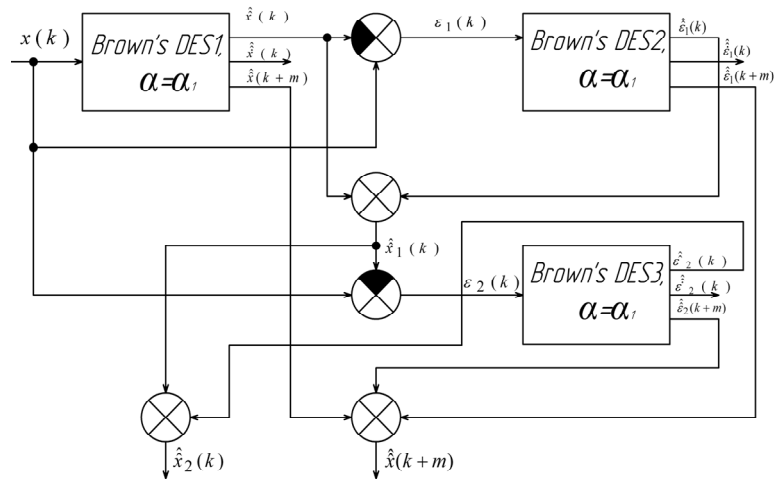 x(k)
Brown's DES1,
α=α₁
x̂(k)
x̂̇(k)
x̂(k+m)
ε₁(k)
Brown's DES2,
α=α₁
ε̂₁(k)
ε̂̇₁(k)
ε̂₁(k+m)
x̂₁(k)
ε₂(k)
Brown's DES3,
α=α₁
ε̂₂(k)
ε̂̇₂(k)
ε̂₂(k+m)
x̂₂(k)
x̂(k+m)